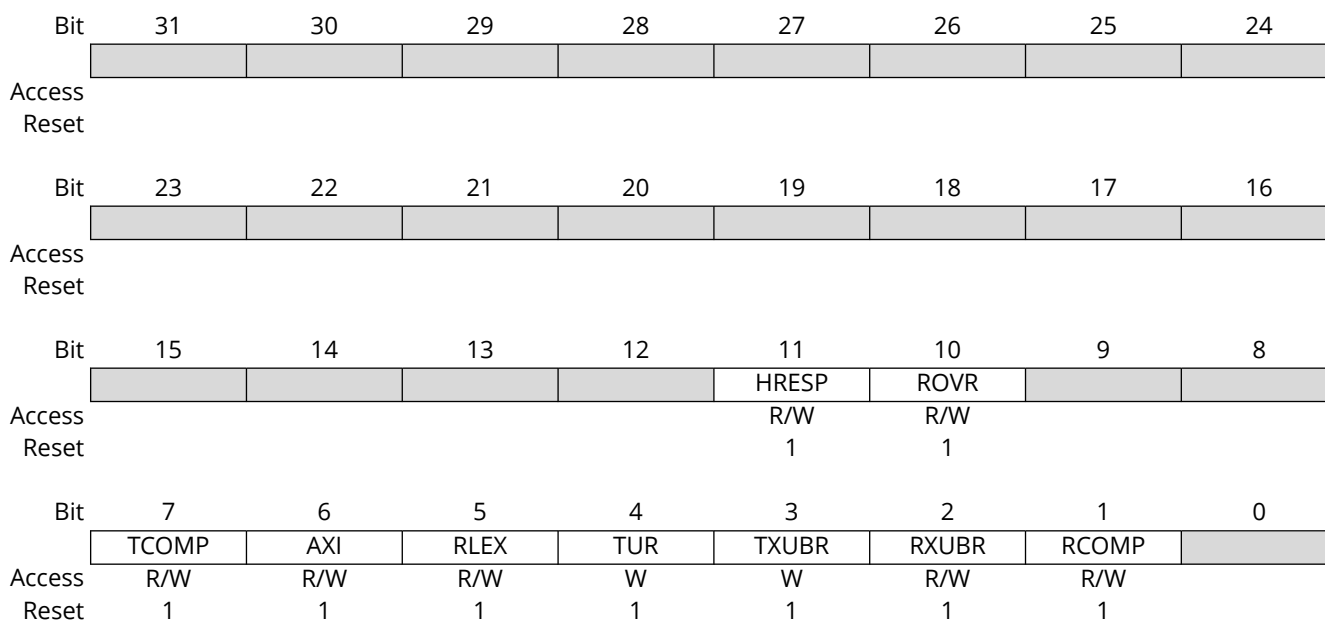 Bit 31 30 29 28 27 26 25 24
Access
Reset
Bit 23 22 21 20 19 18 17 16
Access
Reset
Bit 15 14 13 12 11 10 9 8
HRESP ROVR
Access R/W R/W
Reset 1 1
Bit 7 6 5 4 3 2 1 0
TCOMP AXI RLEX TUR TXUBR RXUBR RCOMP
Access R/W R/W R/W W W R/W R/W
Reset 1 1 1 1 1 1 1